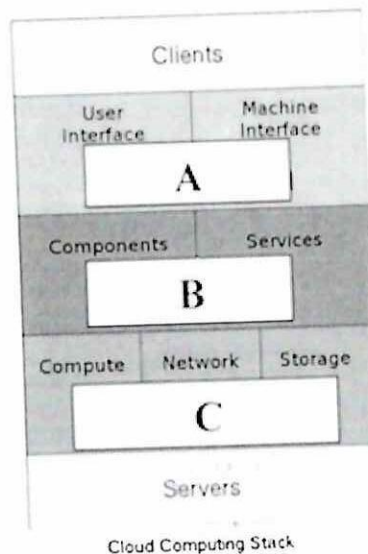 Clients
User Interface
Machine Interface
A
Components
Services
B
Compute
Network
Storage
C
Servers
Cloud Computing Stack